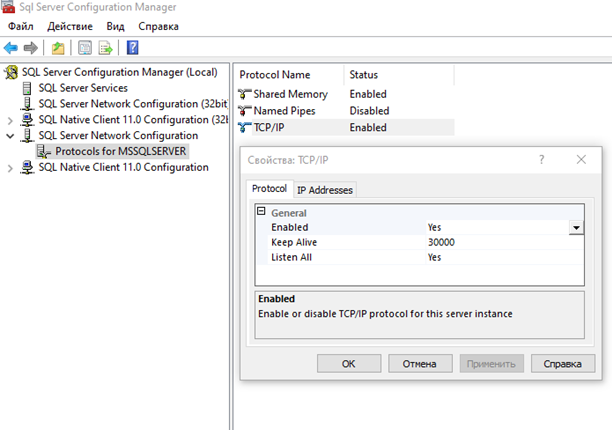 Sql Server Configuration Manager
Файл Действие Вид Справка
SQL Server Configuration Manager (Local)
SQL Server Services
SQL Server Network Configuration (32bit
SQL Native Client 11.0 Configuration (32b
SQL Server Network Configuration
Protocols for MSSQLSERVER
SQL Native Client 11.0 Configuration
Protocol Name Status
Shared Memory Enabled
Named Pipes Disabled
TCP/IP Enabled
Свойства: TCP/IP
Protocol IP Addresses
General
Enabled Yes
Keep Alive 30000
Listen All Yes
Enabled
Enable or disable TCP/IP protocol for this server instance
OK Отмена Применить Справка